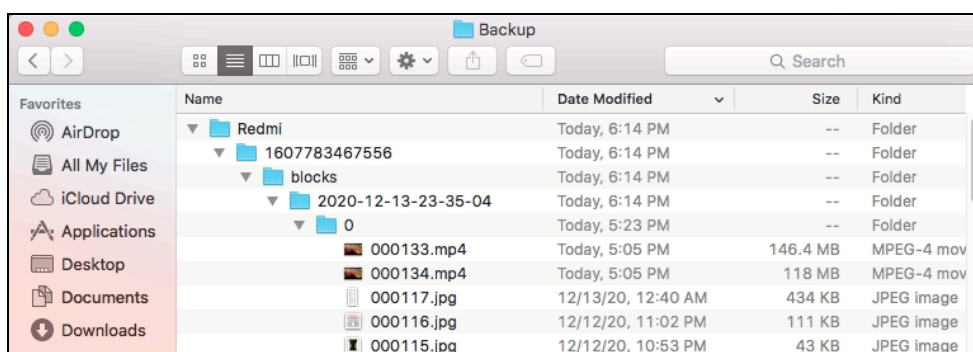 Backup
Search
Favorites
AirDrop
All My Files
iCloud Drive
Applications
Desktop
Documents
Downloads
Name Date Modified Size Kind
Redmi Today, 6:14 PM -- Folder
1607783467556 Today, 6:14 PM -- Folder
blocks Today, 6:14 PM -- Folder
2020-12-13-23-35-04 Today, 6:14 PM -- Folder
0 Today, 5:23 PM -- Folder
000133.mp4 Today, 5:05 PM 146.4 MB MPEG-4 mov
000134.mp4 Today, 5:05 PM 118 MB MPEG-4 mov
000117.jpg 12/13/20, 12:40 AM 434 KB JPEG image
000116.jpg 12/12/20, 11:02 PM 111 KB JPEG image
000115.jpg 12/12/20, 10:53 PM 43 KB JPEG image